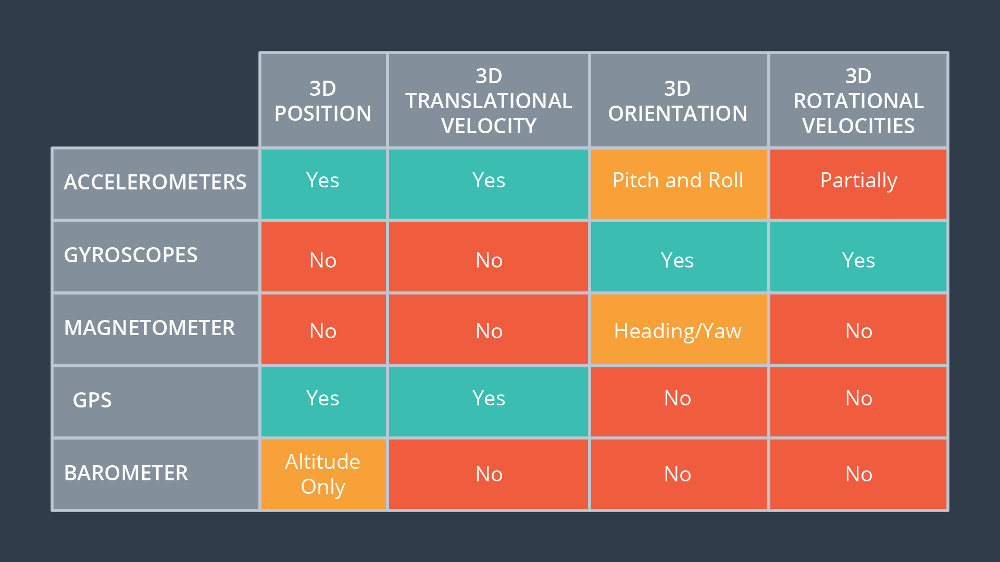 3D
POSITION
3D
TRANSLATIONAL
VELOCITY
3D
ORIENTATION
3D
ROTATIONAL
VELOCITIES
ACCELEROMETERS
Yes
Yes
Pitch and Roll
Partially
GYROSCOPES
No
No
Yes
Yes
MAGNETOMETER
No
No
Heading/Yaw
No
GPS
Yes
Yes
No
No
BAROMETER
Altitude
Only
No
No
No